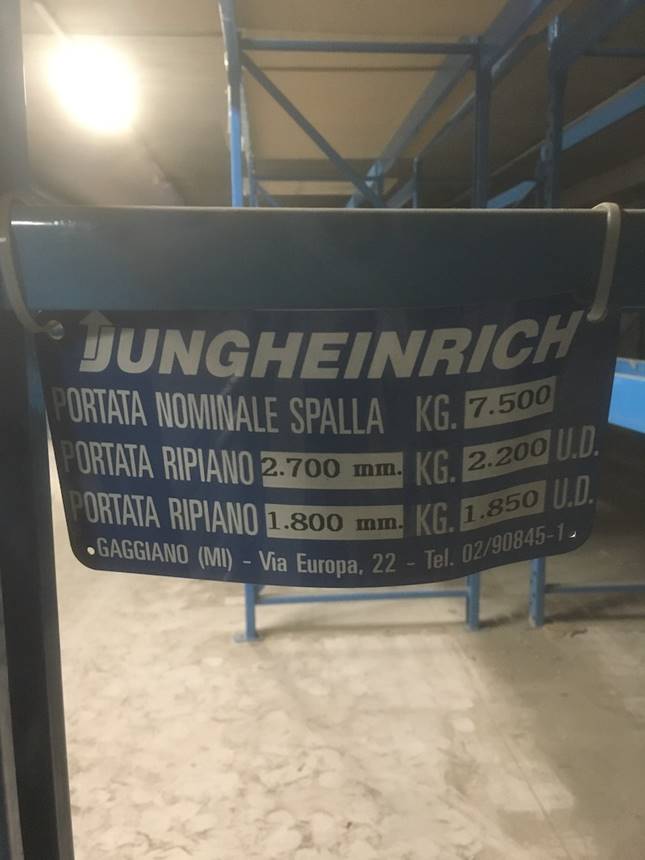 JUNGHEINRICH
PORTATA NOMINALE SPALLA KG. 7.500
PORTATA RIPIANO 2.700 mm. KG. 2.200 U.D.
PORTATA RIPIANO 1.800 mm. KG. 1.850 U.D.
GAGGIANO (MI) - Via Europa, 22 - Tel. 02/90845-1